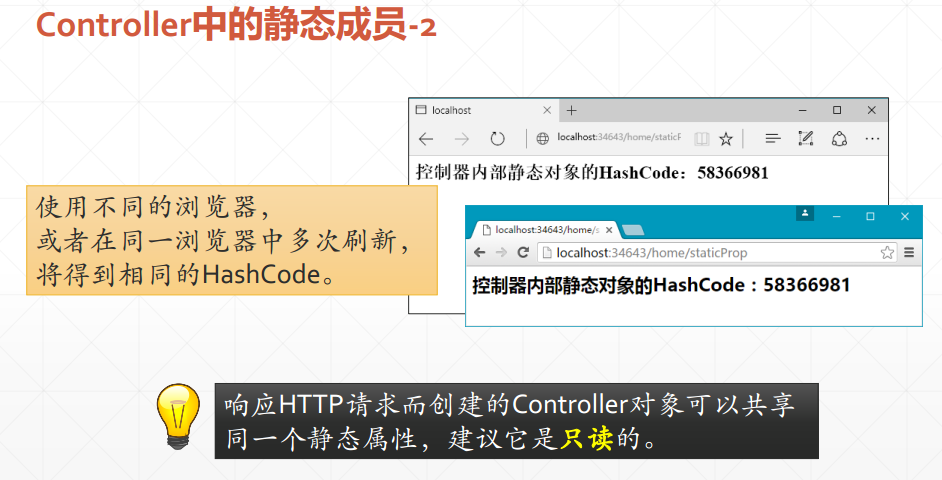 Controller中的静态成员-2
localhost
localhost:34643/home/staticF
控制器内部静态对象的HashCode：58366981
使用不同的浏览器，
或者在同一浏览器中多次刷新，
将得到相同的HashCode。
localhost:34643/home/s
localhost:34643/home/staticProp
控制器内部静态对象的HashCode：58366981
响应HTTP请求而创建的Controller对象可以共享
同一个静态属性，建议它是只读的。